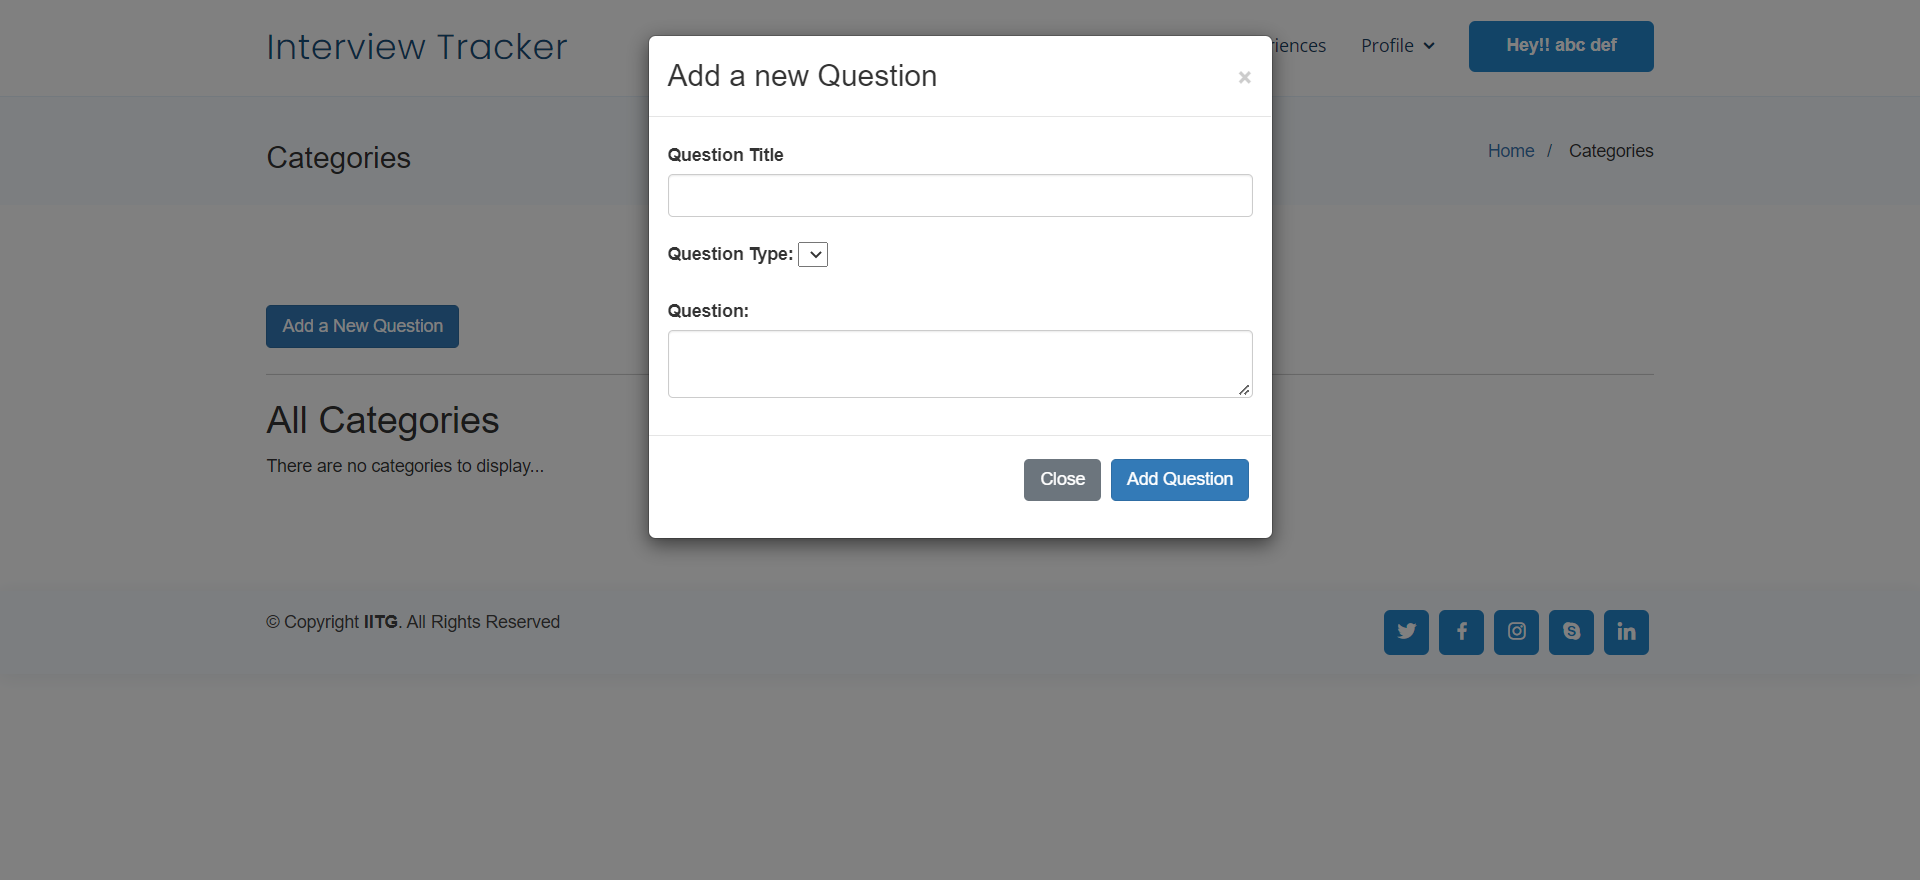 Interview Tracker
Profile
Hey!! abc def
Categories
Home / Categories
Add a New Question
All Categories
There are no categories to display...
Add a new Question
×
Question Title
Question Type:
Question:
Close
Add Question
© Copyright IITG. All Rights Reserved